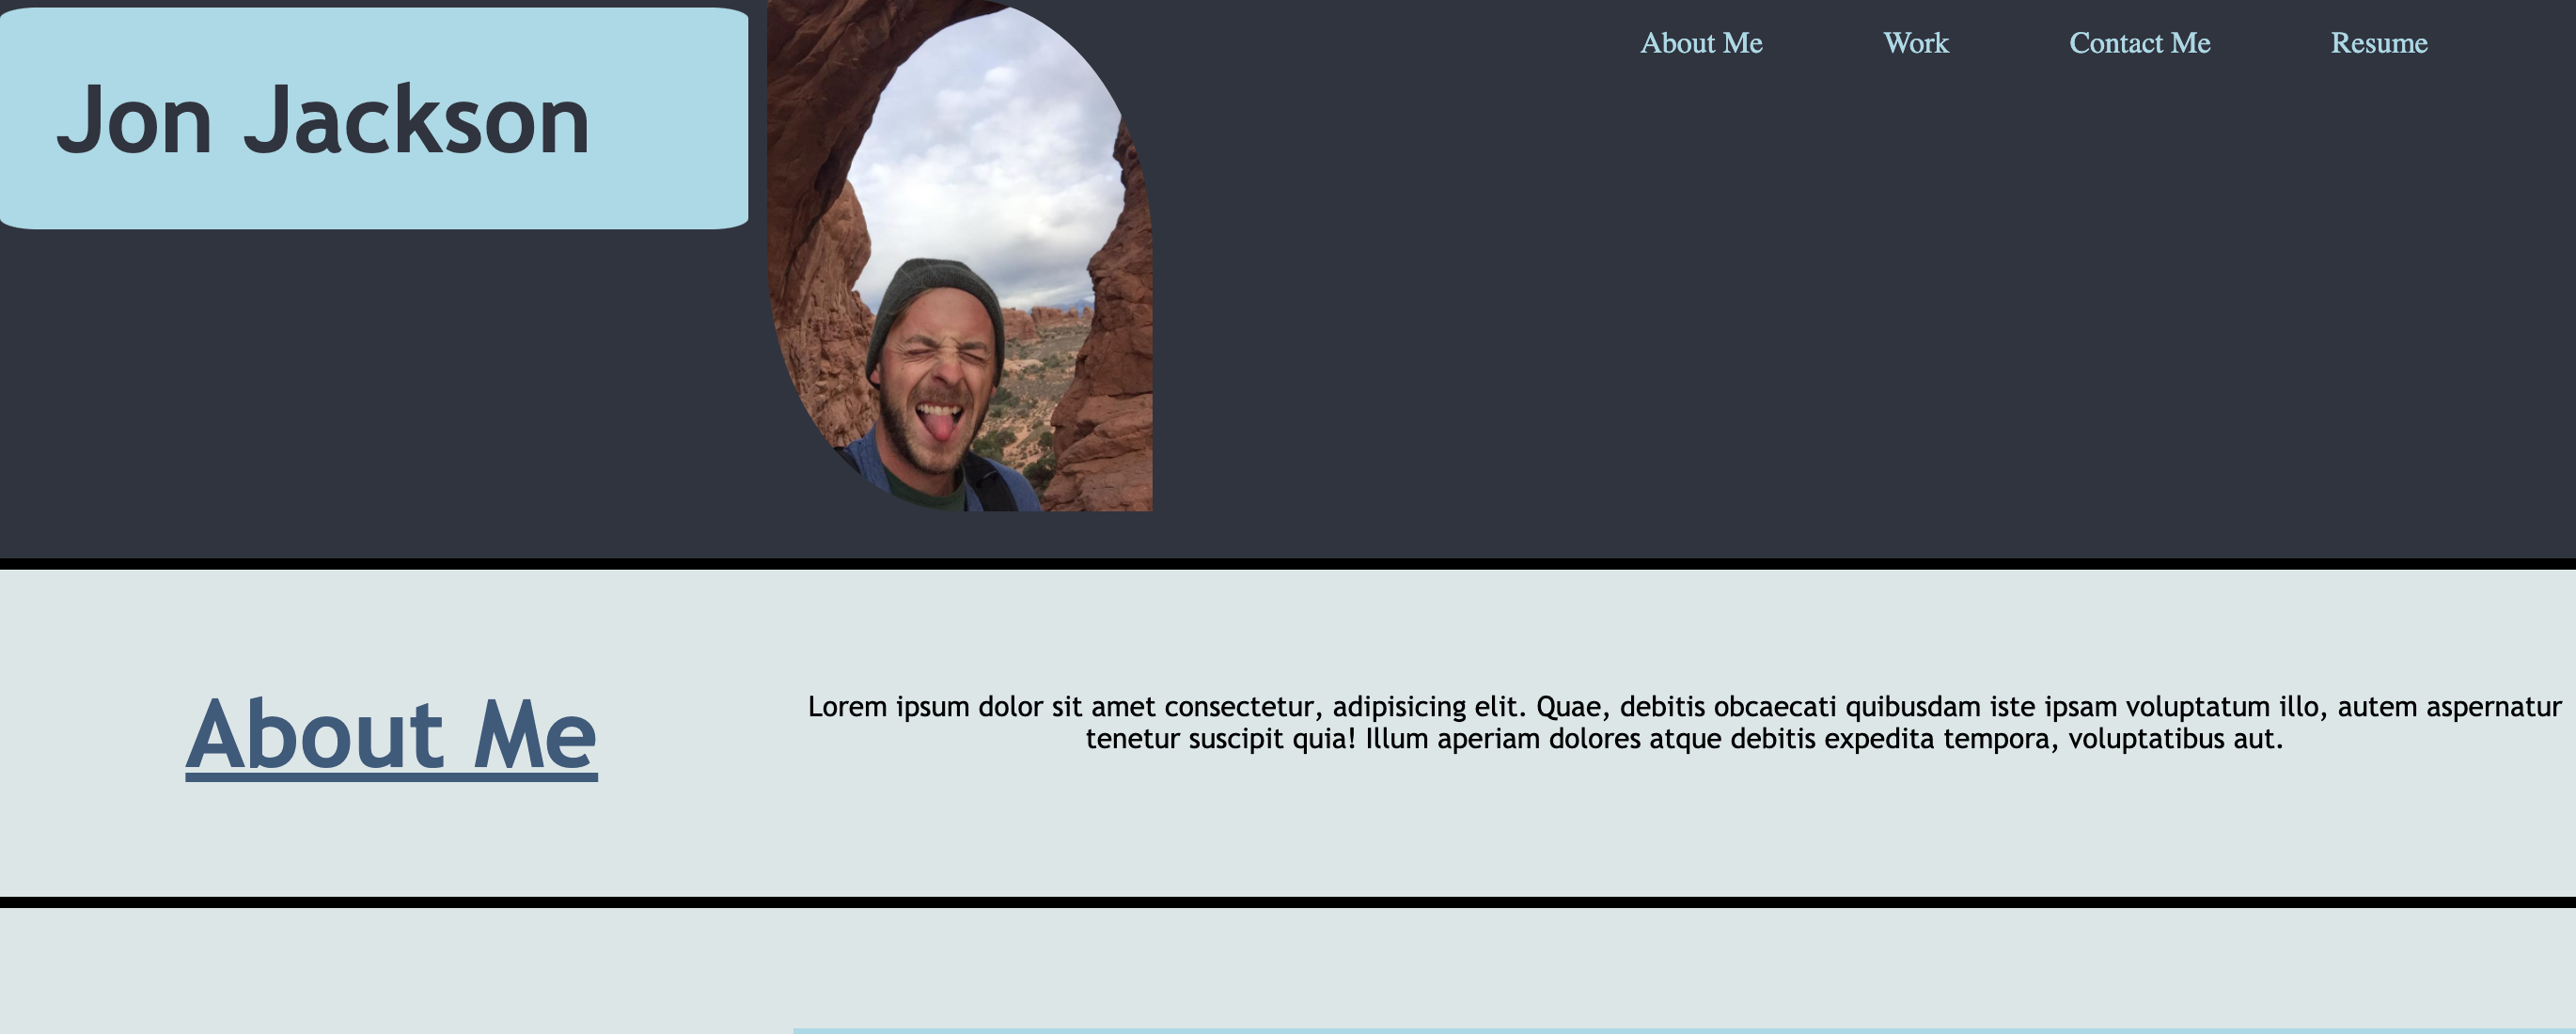 Jon Jackson
About Me Work Contact Me Resume
About Me
Lorem ipsum dolor sit amet consectetur, adipisicing elit. Quae, debitis obcaecati quibusdam iste ipsam voluptatum illo, autem aspernatur
tenetur suscipit quia! Illum aperiam dolores atque debitis expedita tempora, voluptatibus aut.